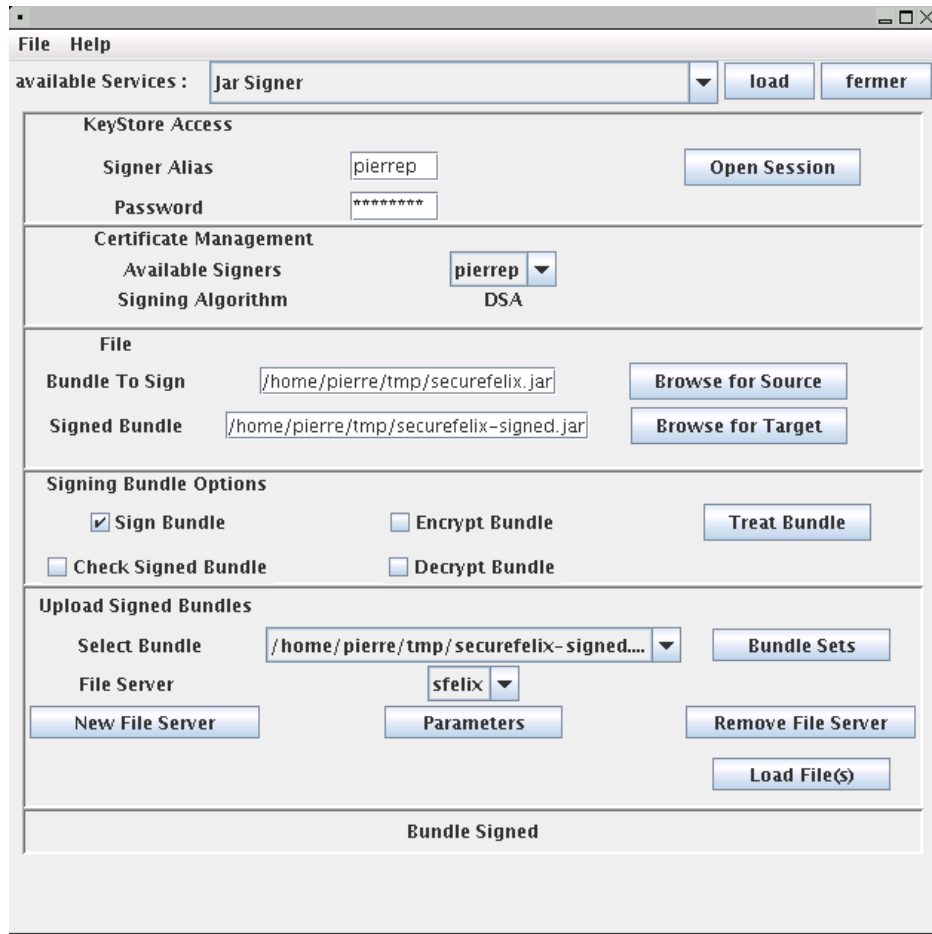 File Help
available Services : Jar Signer load fermer
KeyStore Access
Signer Alias pierrep Open Session
Password ********
Certificate Management
Available Signers pierrep
Signing Algorithm DSA
File
Bundle To Sign /home/pierre/tmp/securefelix.jar Browse for Source
Signed Bundle /home/pierre/tmp/securefelix-signed.jar Browse for Target
Signing Bundle Options
Sign Bundle Encrypt Bundle Treat Bundle
Check Signed Bundle Decrypt Bundle
Upload Signed Bundles
Select Bundle /home/pierre/tmp/securefelix-signed.... Bundle Sets
File Server sfelix
New File Server Parameters Remove File Server
Load File(s)
Bundle Signed